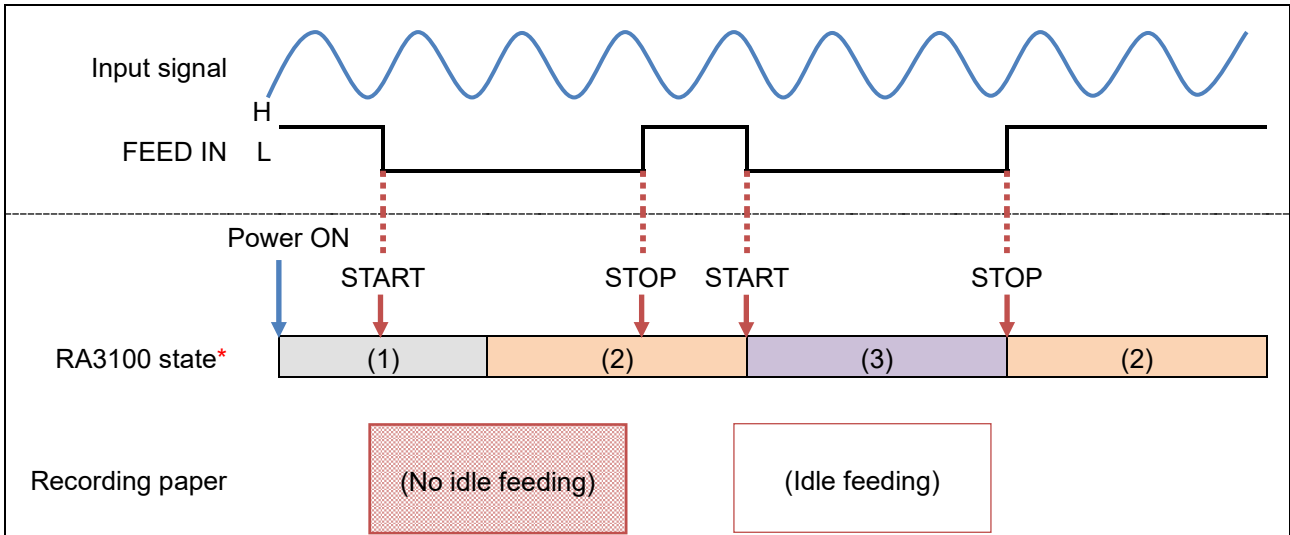 Input signal
H
FEED IN L
Power ON
START STOP START STOP
RA3100 state* (1) (2) (3) (2)
Recording paper (No idle feeding) (Idle feeding)